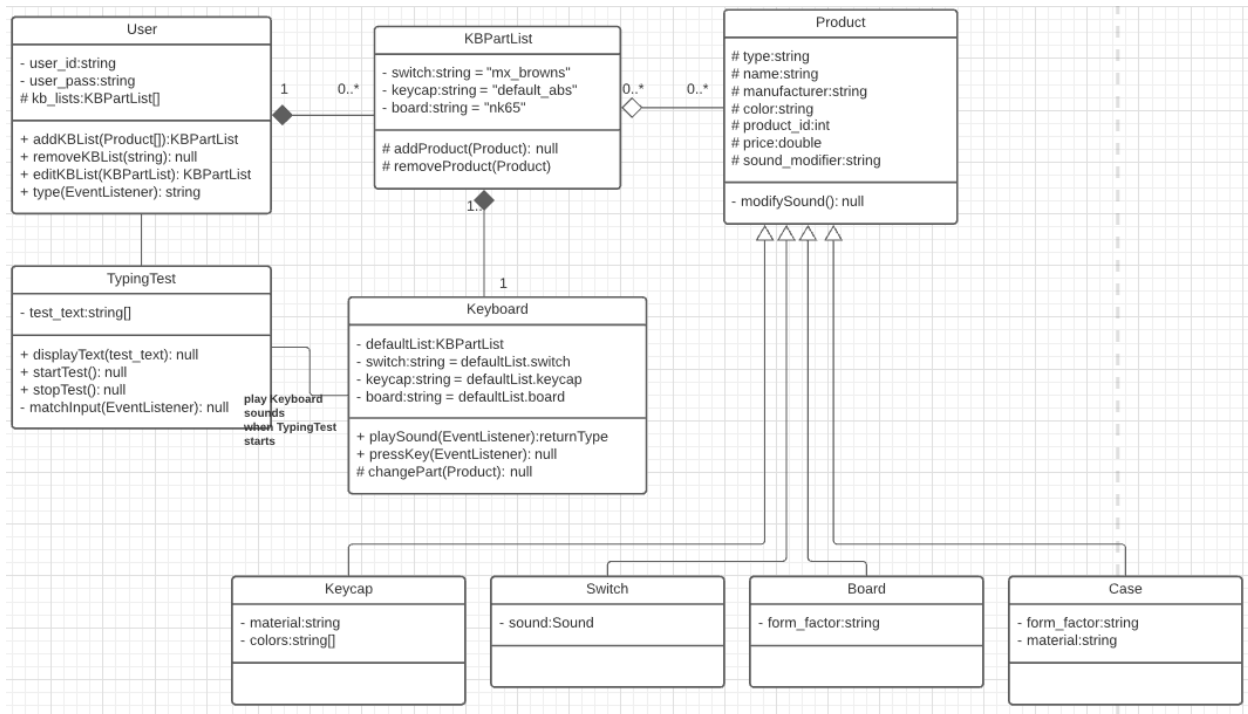 User
- user_id:string
- user_pass:string
# kb_lists:KBPartList[]
+ addKBList(Product[]):KBPartList
+ removeKBList(string): null
+ editKBList(KBPartList): KBPartList
+ type(EventListener): string
1
0..*
KBPartList
- switch:string = "mx_browns"
- keycap:string = "default_abs"
- board:string = "nk65"
# addProduct(Product): null
# removeProduct(Product)
0..*
0..*
Product
# type:string
# name:string
# manufacturer:string
# color:string
# product_id:int
# price:double
# sound_modifier:string
- modifySound(): null
1..
1
TypingTest
- test_text:string[]
+ displayText(test_text): null
+ startTest(): null
+ stopTest(): null
- matchInput(EventListener): null
play Keyboard
sounds
when TypingTest
starts
Keyboard
- defaultList:KBPartList
- switch:string = defaultList.switch
- keycap:string = defaultList.keycap
- board:string = defaultList.board
+ playSound(EventListener):returnType
+ pressKey(EventListener): null
# changePart(Product): null
Keycap
- material:string
- colors:string[]
Switch
- sound:Sound
Board
- form_factor:string
Case
- form_factor:string
- material:string